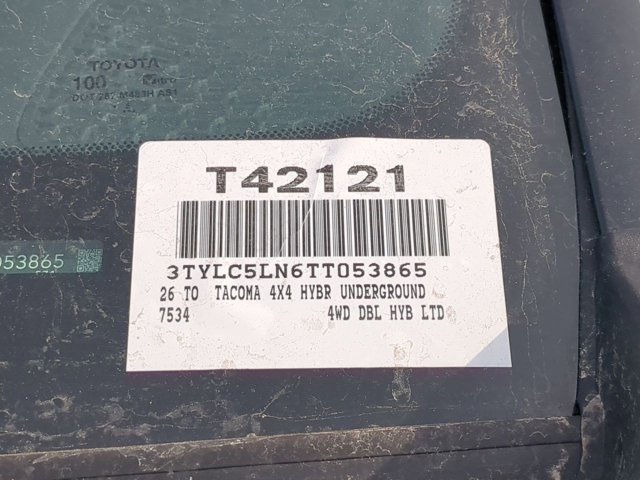 TOYOTA
100
T42121
3TYLC5LN6TT053865
053865
26 TO TACOMA 4X4 HYBR UNDERGROUND
7534 4WD DBL HYB LTD